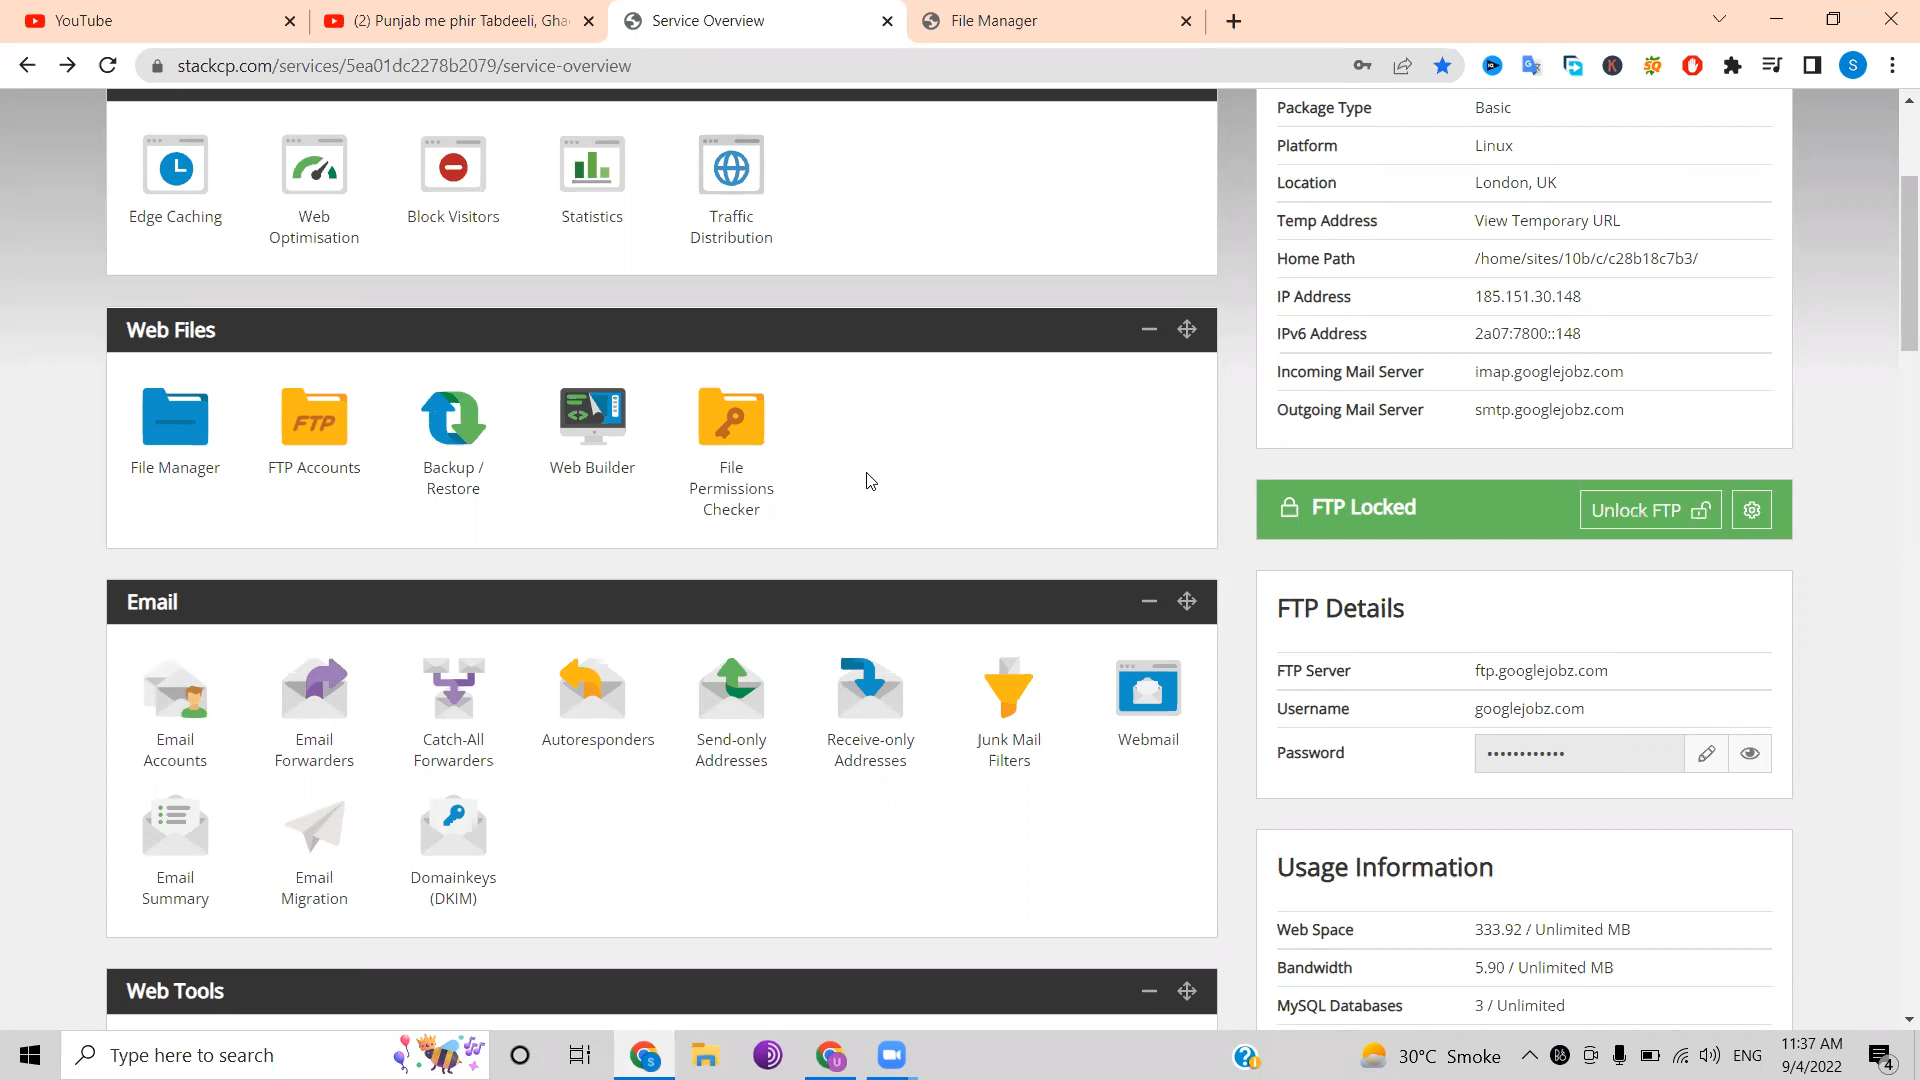 YouTube
(2) Punjab me phir Tabdeeli, Gha
Service Overview
File Manager
stackcp.com/services/5ea01dc2278b2079/service-overview
S
Edge Caching
Web
Optimisation
Block Visitors
Statistics
Traffic
Distribution
Web Files
File Manager
FTP
FTP Accounts
Backup /
Restore
Web Builder
File
Permissions
Checker
Email
Email
Accounts
Email
Forwarders
Catch-All
Forwarders
Autoresponders
Send-only
Addresses
Receive-only
Addresses
Junk Mail
Filters
Webmail
Email
Summary
Email
Migration
Domainkeys
(DKIM)
Web Tools
Package Type Basic
Platform Linux
Location London, UK
Temp Address View Temporary URL
Home Path /home/sites/10b/c/c28b18c7b3/
IP Address 185.151.30.148
IPv6 Address 2a07:7800::148
Incoming Mail Server imap.googlejobz.com
Outgoing Mail Server smtp.googlejobz.com
FTP Locked
Unlock FTP
FTP Details
FTP Server ftp.googlejobz.com
Username googlejobz.com
Password ••••••••••••
Usage Information
Web Space 333.92 / Unlimited MB
Bandwidth 5.90 / Unlimited MB
MySQL Databases 3 / Unlimited
Type here to search
30°C Smoke
ENG
11:37 AM
9/4/2022
4